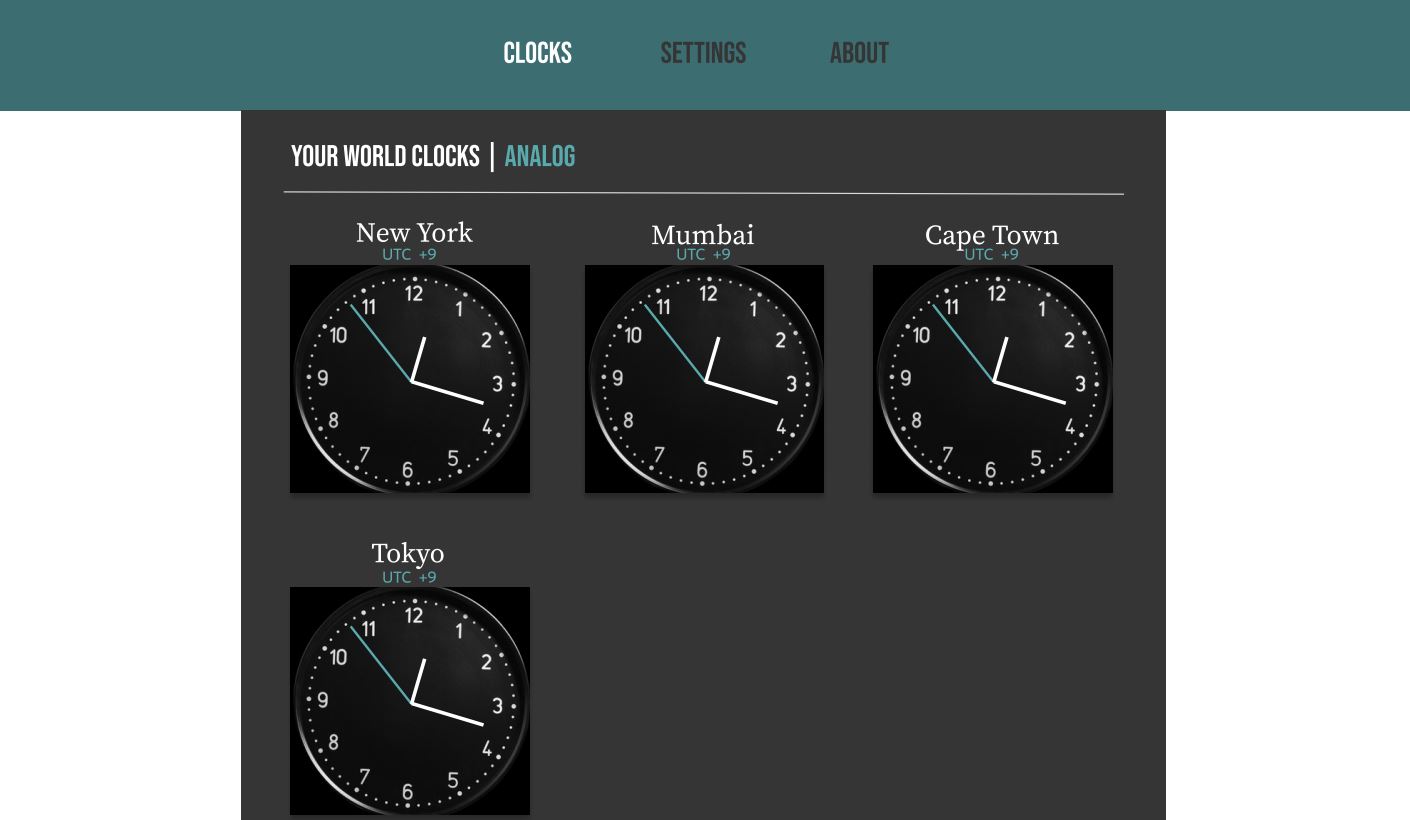 CLOCKS SETTINGS ABOUT
YOUR WORLD CLOCKS | ANALOG
New York Mumbai Cape Town
UTC +9 UTC +9 UTC +9
12 12 12
11 1 11 1 11 1
10 2 10 2 10 2
9 3 9 3 9 3
8 4 8 4 8 4
7 5 7 5 7 5
6 6 6
Tokyo
UTC +9
12
11 1
10 2
9 3
8 4
7 5
6